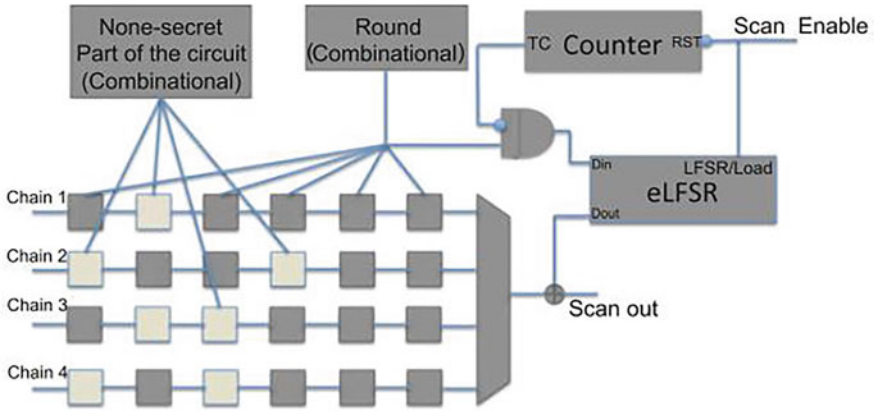 None-secret
Part of the circuit
(Combinational)
Round
(Combinational)
TC Counter RST
Scan Enable
Din
LFSR/Load
eLFSR
Dout
Chain 1
Chain 2
Chain 3
Chain 4
Scan out